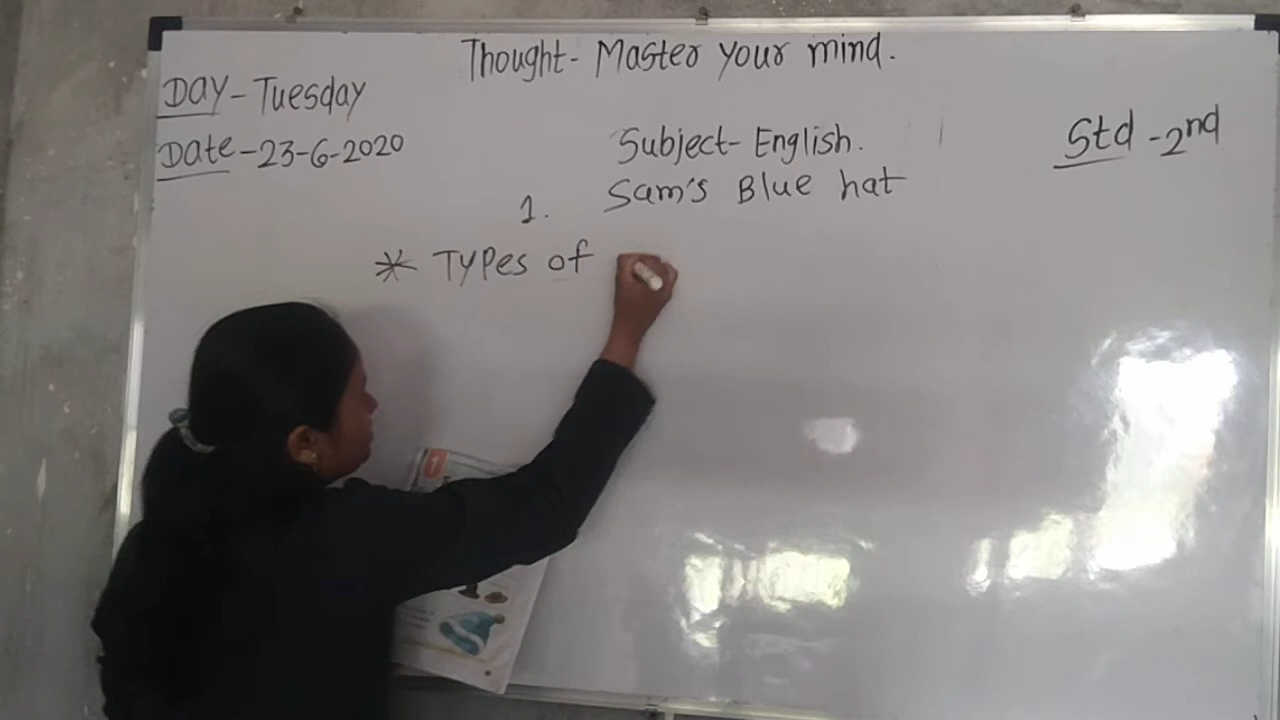 Thought- Master your mind.
DAY-Tuesday
Date-23-6-2020
Subject- English.
Std-2nd
1. Sam's Blue hat
* Types of